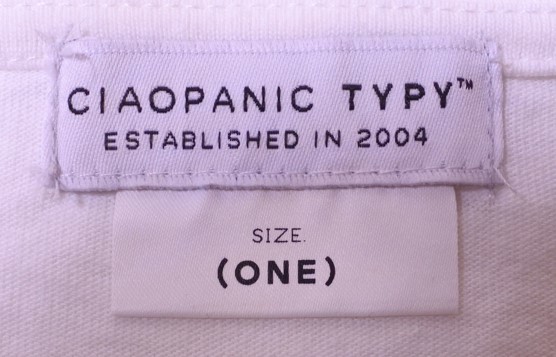 CIAOPANIC TYPY™
ESTABLISHED IN 2004
SIZE.
(ONE)